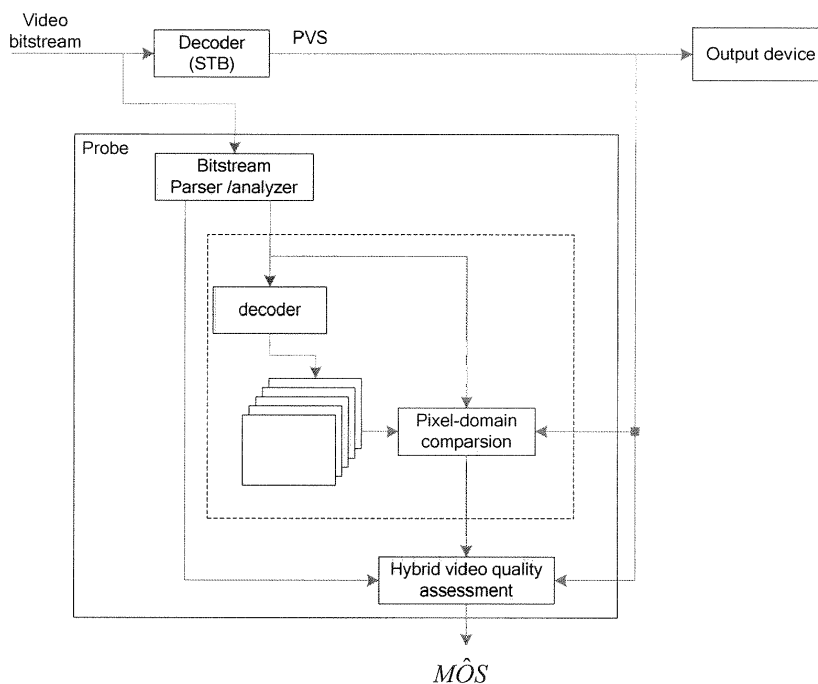 Video
bitstream
Decoder
(STB)
PVS
Output device
Probe
Bitstream
Parser /analyzer
decoder
Pixel-domain
comparsion
Hybrid video quality
assessment
MÔS